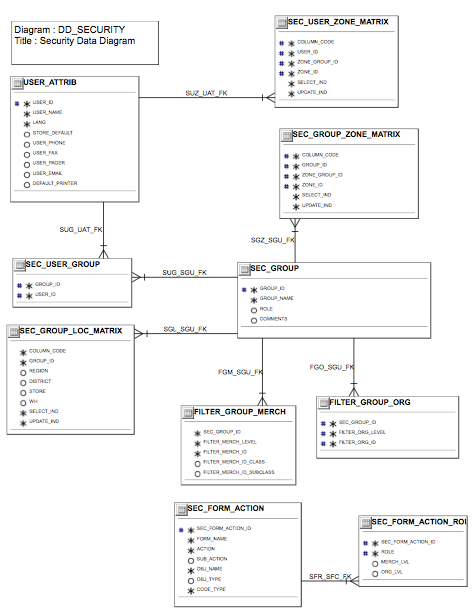 Diagram : DD_SECURITY
Title : Security Data Diagram
SEC_USER_ZONE_MATRIX
# * COLUMN_CODE
# * USER_ID
# * ZONE_GROUP_ID
# * ZONE_ID
* SELECT_IND
* UPDATE_IND
USER_ATTRIB
# * USER_ID
* USER_NAME
* LANG
o STORE_DEFAULT
o USER_PHONE
o USER_FAX
o USER_PAGER
o USER_EMAIL
o DEFAULT_PRINTER
SUZ_UAT_FK
SEC_GROUP_ZONE_MATRIX
# * COLUMN_CODE
# * GROUP_ID
# * ZONE_GROUP_ID
# * ZONE_ID
* SELECT_IND
* UPDATE_IND
SUG_UAT_FK
SGZ_SGU_FK
SEC_USER_GROUP
# * GROUP_ID
# * USER_ID
SUG_SGU_FK
SEC_GROUP
# * GROUP_ID
* GROUP_NAME
o ROLE
o COMMENTS
SEC_GROUP_LOC_MATRIX
* COLUMN_CODE
* GROUP_ID
o REGION
o DISTRICT
o STORE
o WH
* SELECT_IND
* UPDATE_IND
SGL_SGU_FK
FGM_SGU_FK
FGO_SGU_FK
FILTER_GROUP_MERCH
* SEC_GROUP_ID
* FILTER_MERCH_LEVEL
* FILTER_MERCH_ID
o FILTER_MERCH_ID_CLASS
o FILTER_MERCH_ID_SUBCLASS
FILTER_GROUP_ORG
# * SEC_GROUP_ID
# * FILTER_ORG_LEVEL
# * FILTER_ORG_ID
SEC_FORM_ACTION
# * SEC_FORM_ACTION_ID
* FORM_NAME
* ACTION
o SUB_ACTION
* OBJ_NAME
o OBJ_TYPE
* CODE_TYPE
SFR_SFC_FK
SEC_FORM_ACTION_ROI
# * SEC_FORM_ACTION_ID
# * ROLE
o MERCH_LVL
o ORG_LVL